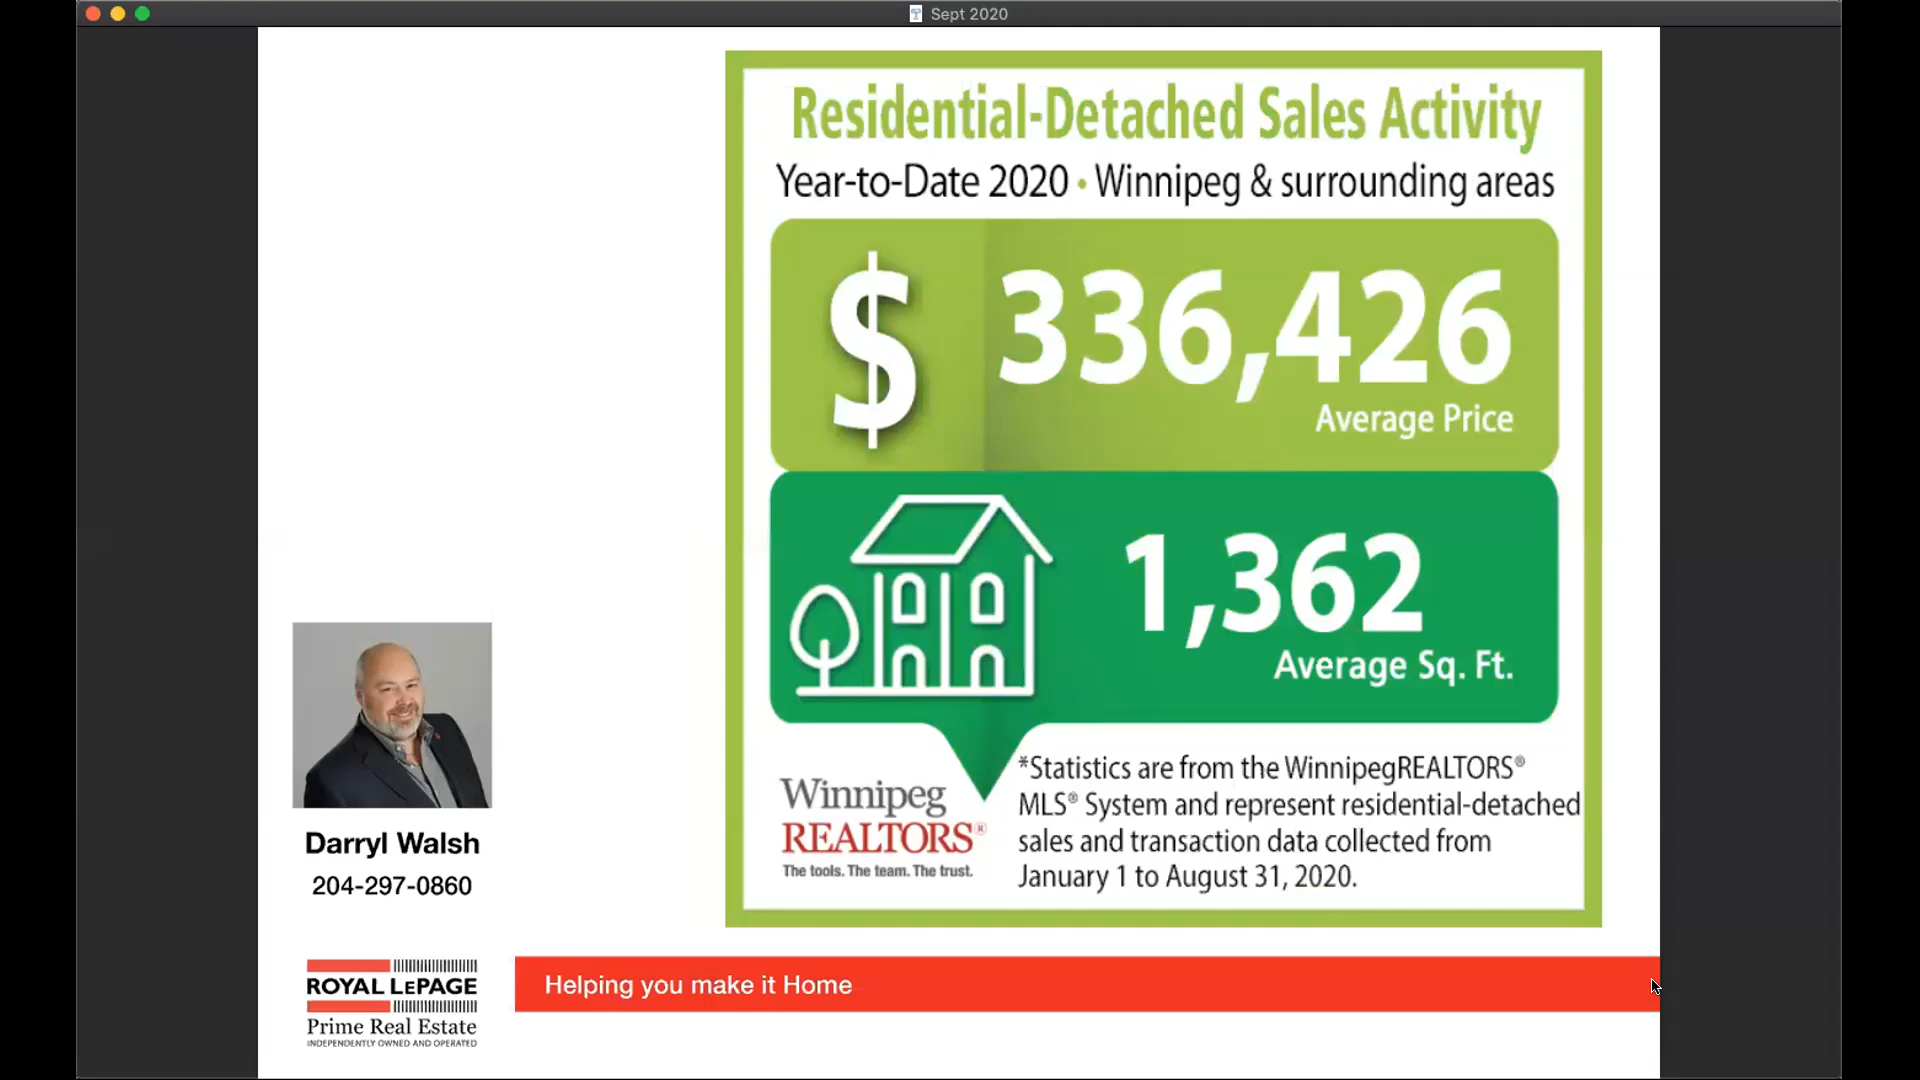 Sept 2020
Residential-Detached Sales Activity
Year-to-Date 2020 • Winnipeg & surrounding areas
$ 336,426
Average Price
1,362
Average Sq. Ft.
Winnipeg
REALTORS®
The tools. The team. The trust.
*Statistics are from the WinnipegREALTORS®
MLS® System and represent residential-detached
sales and transaction data collected from
January 1 to August 31, 2020.
Darryl Walsh
204-297-0860
ROYAL LEPAGE
Prime Real Estate
INDEPENDENTLY OWNED AND OPERATED
Helping you make it Home